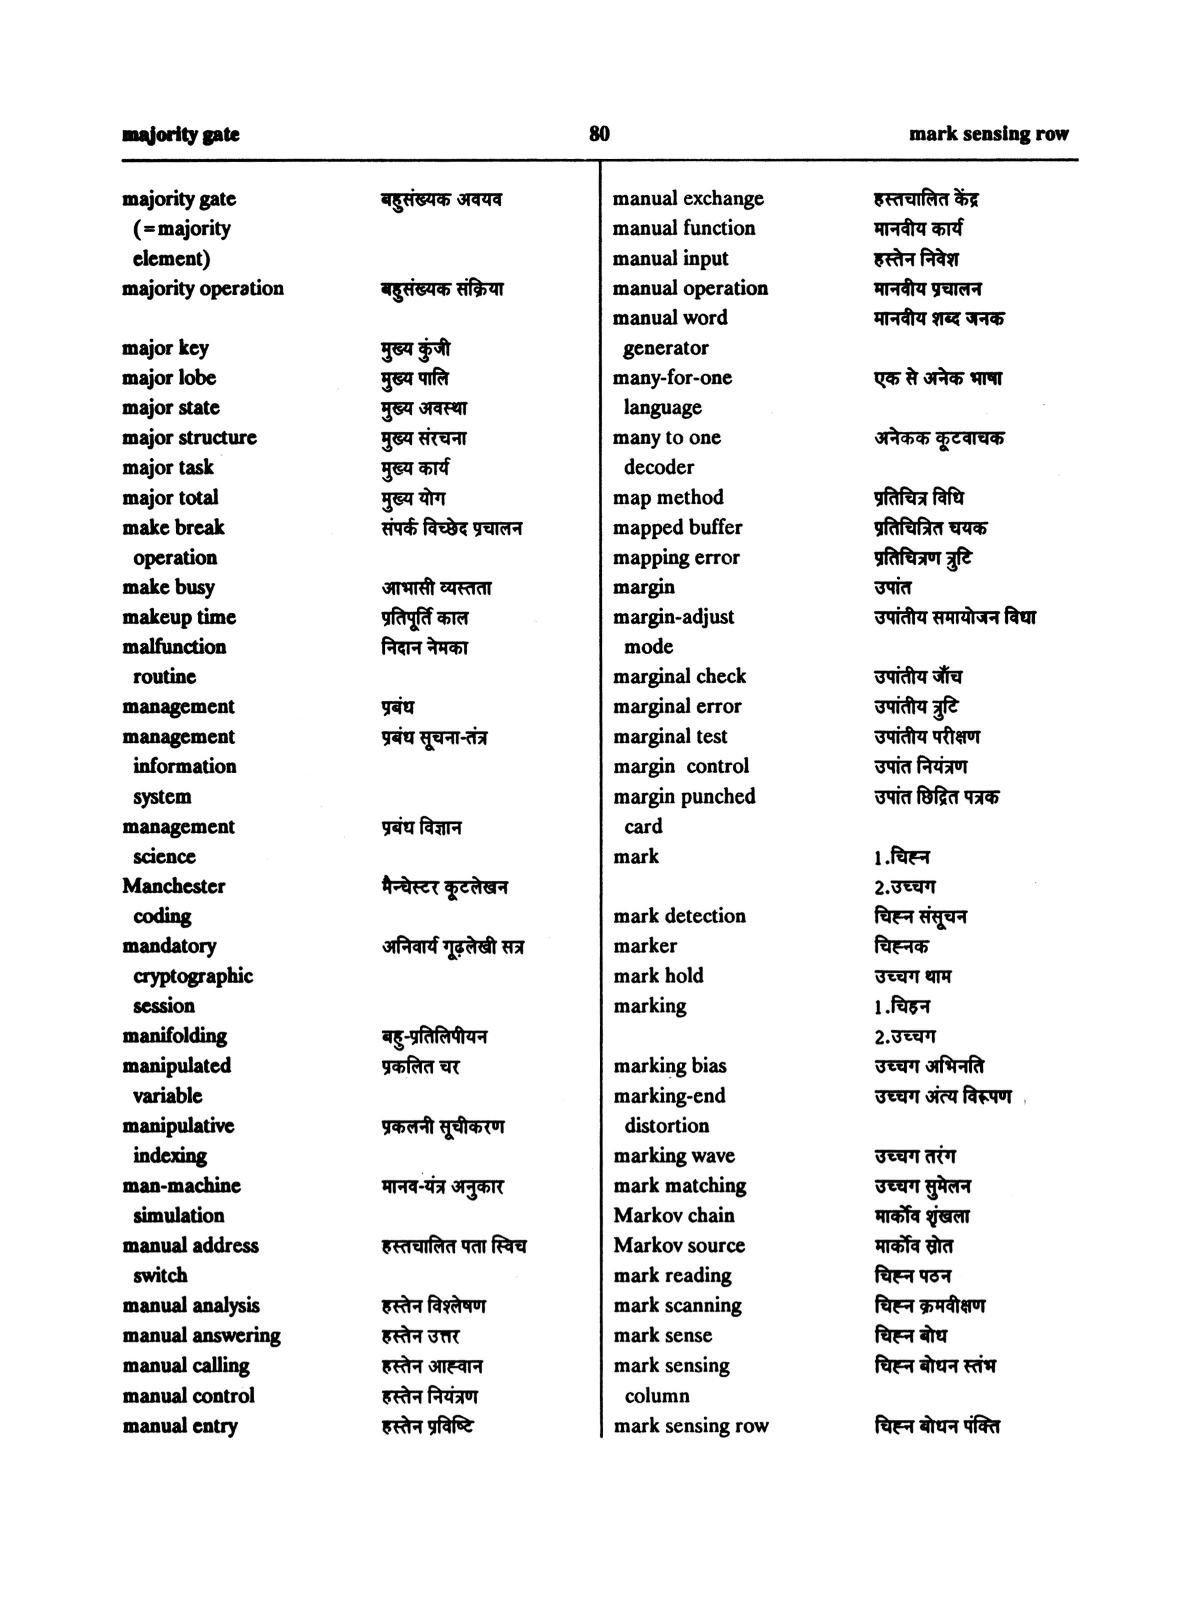 majority gate 80 mark sensing row
majority gate बहुसंख्यक अवयव
(=majority
element)
majority operation बहुसंख्यक संक्रिया
major key मुख्य कुंजी
major lobe मुख्य पालि
major state मुख्य अवस्था
major structure मुख्य संरचना
major task मुख्य कार्य
major total मुख्य योग
make break संपर्क विच्छेद प्रचालन
operation
make busy आभासी व्यस्तता
makeup time प्रतिपूर्ति काल
malfunction निदान नेमका
routine
management प्रबंध
management प्रबंध सूचना-तंत्र
information
system
management प्रबंध विज्ञान
science
Manchester मैन्चेस्टर कूटलेखन
coding
mandatory अनिवार्य गूढ़लेखी सत्र
cryptographic
session
manifolding बहु-प्रतिलिपीयन
manipulated प्रकलित चर
variable
manipulative प्रकलनी सूचीकरण
indexing
man-machine मानव-यंत्र अनुकार
simulation
manual address हस्तचालित पता स्विच
switch
manual analysis हस्तेन विश्लेषण
manual answering हस्तेन उत्तर
manual calling हस्तेन आह्वान
manual control हस्तेन नियंत्रण
manual entry हस्तेन प्रविष्टि
manual exchange हस्तचालित केंद्र
manual function मानवीय कार्य
manual input हस्तेन निवेश
manual operation मानवीय प्रचालन
manual word मानवीय शब्द जनक
generator
many-for-one एक से अनेक भाषा
language
many to one अनेकक कूटवाचक
decoder
map method प्रतिचित्र विधि
mapped buffer प्रतिचित्रित चयक
mapping error प्रतिचित्रण त्रुटि
margin उपांत
margin-adjust उपांतीय समायोजन विधा
mode
marginal check उपांतीय जाँच
marginal error उपांतीय त्रुटि
marginal test उपांतीय परीक्षण
margin control उपांत नियंत्रण
margin punched उपांत छिद्रित पत्रक
card
mark 1.चिह्न
2.उच्चग
mark detection चिह्न संसूचन
marker चिह्नक
mark hold उच्चग थाम
marking 1.चिहन
2.उच्चग
marking bias उच्चग अभिनति
marking-end उच्चग अंत्य विरूपण
distortion
marking wave उच्चग तरंग
mark matching उच्चग सुमेलन
Markov chain मार्कोव शृंखला
Markov source मार्कोव स्रोत
mark reading चिह्न पठन
mark scanning चिह्न क्रमवीक्षण
mark sense चिह्न बोध
mark sensing चिह्न बोधन स्तंभ
column
mark sensing row चिह्न बोधन पंक्ति